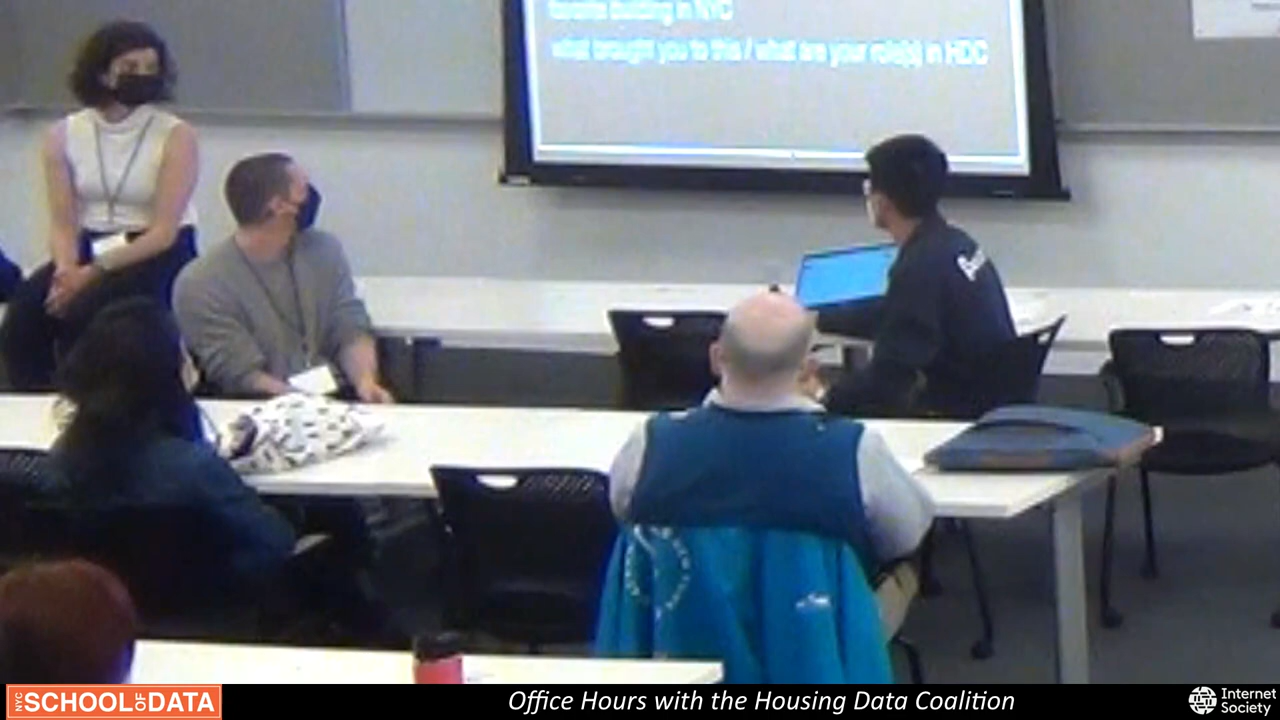 favorite building in NYC
what brought you to this / what are your role(s) in HDC
NYC SCHOOL OF DATA
Office Hours with the Housing Data Coalition
Internet
Society